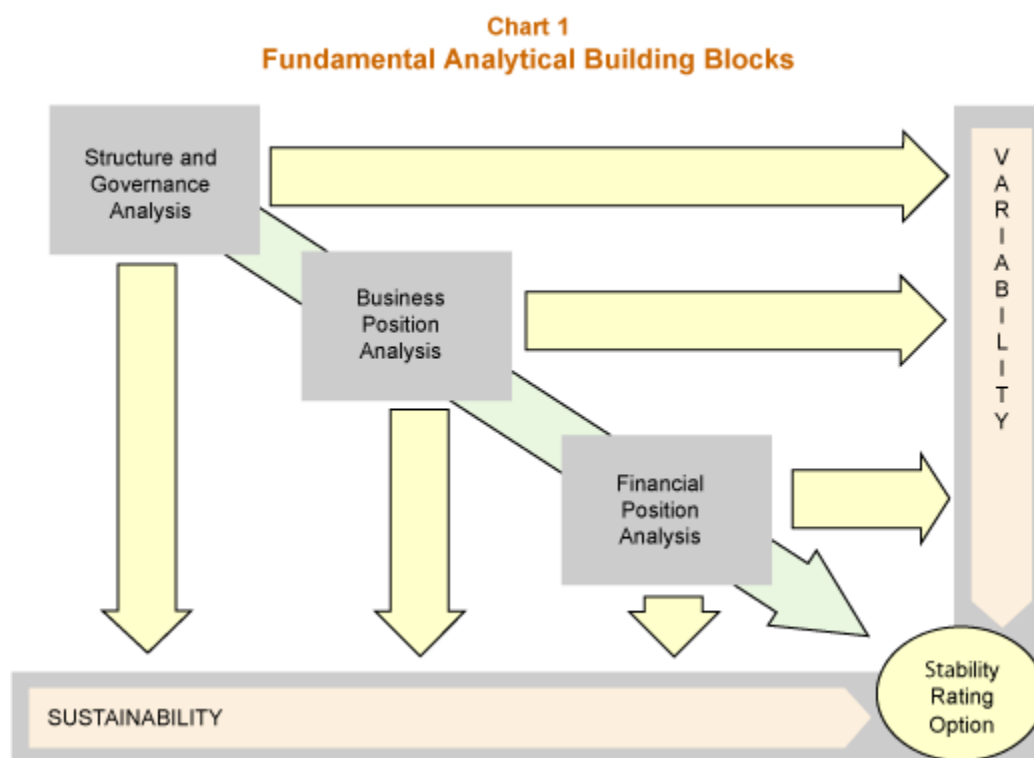 Chart 1
Fundamental Analytical Building Blocks
Structure and
Governance
Analysis
Business
Position
Analysis
Financial
Position
Analysis
VARIABILITY
SUSTAINABILITY
Stability
Rating
Option